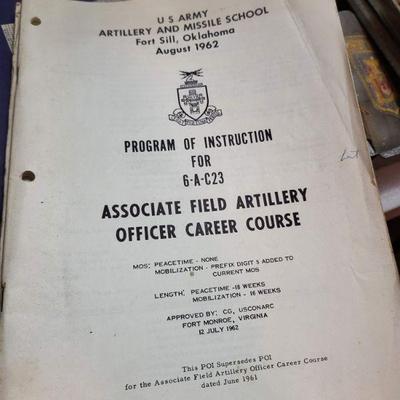 U S ARMY
ARTILLERY AND MISSILE SCHOOL
Fort Sill, Oklahoma
August 1962
PROGRAM OF INSTRUCTION
FOR
6-A-C23
ASSOCIATE FIELD ARTILLERY
OFFICER CAREER COURSE
MOS: PEACETIME - NONE
MOBILIZATION - PREFIX DIGIT 5 ADDED TO
CURRENT MOS
LENGTH: PEACETIME -18 WEEKS
MOBILIZATION - 16 WEEKS
APPROVED BY: CG, USCONARC
FORT MONROE, VIRGINIA
12 JULY 1962
This POI Supersedes POI
for the Associate Field Artillery Officer Career Course
dated June 1961